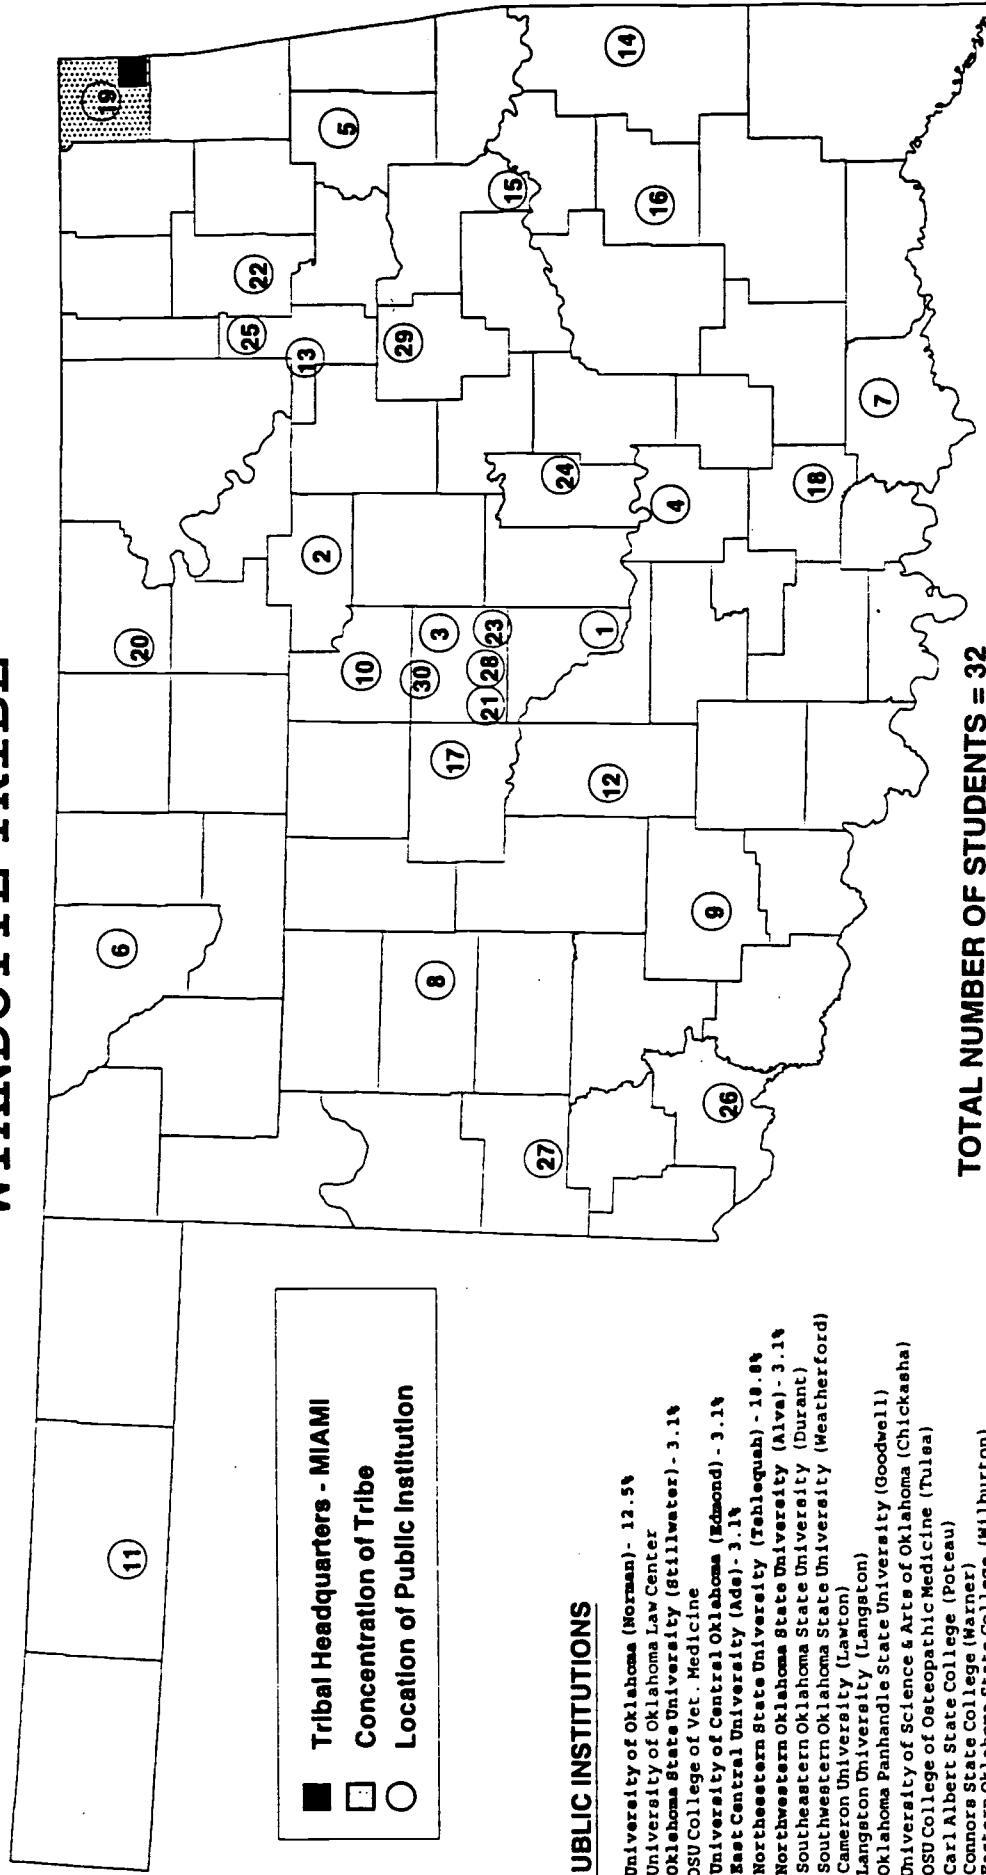 11
6
20
19
22
25
5
13
2
10
3
30
23
28
21
17
8
29
15
14
16
24
1
12
4
27
9
26
18
7
Tribal Headquarters - MIAMI
Concentration of Tribe
Location of Public Institution
UBLIC INSTITUTIONS
University of Oklahoma (Norman) - 12.5%
University of Oklahoma Law Center
Oklahoma State University (Stillwater) - 3.1%
OSU College of Vet. Medicine
University of Central Oklahoma (Edmond) - 3.1%
East Central University (Ada) - 3.1%
Northeastern State University (Tahlequah) - 18.8%
Northwestern Oklahoma State University (Alva) - 3.1%
Southeastern Oklahoma State University (Durant)
Southwestern Oklahoma State University (Weatherford)
Cameron University (Lawton)
Langston University (Langston)
Oklahoma Panhandle State University (Goodwell)
University of Science & Arts of Oklahoma (Chickasha)
OSU College of Osteopathic Medicine (Tulsa)
Carl Albert State College (Poteau)
Connors State College (Warner)
Eastern Oklahoma State College (Wilburton)
TOTAL NUMBER OF STUDENTS = 32